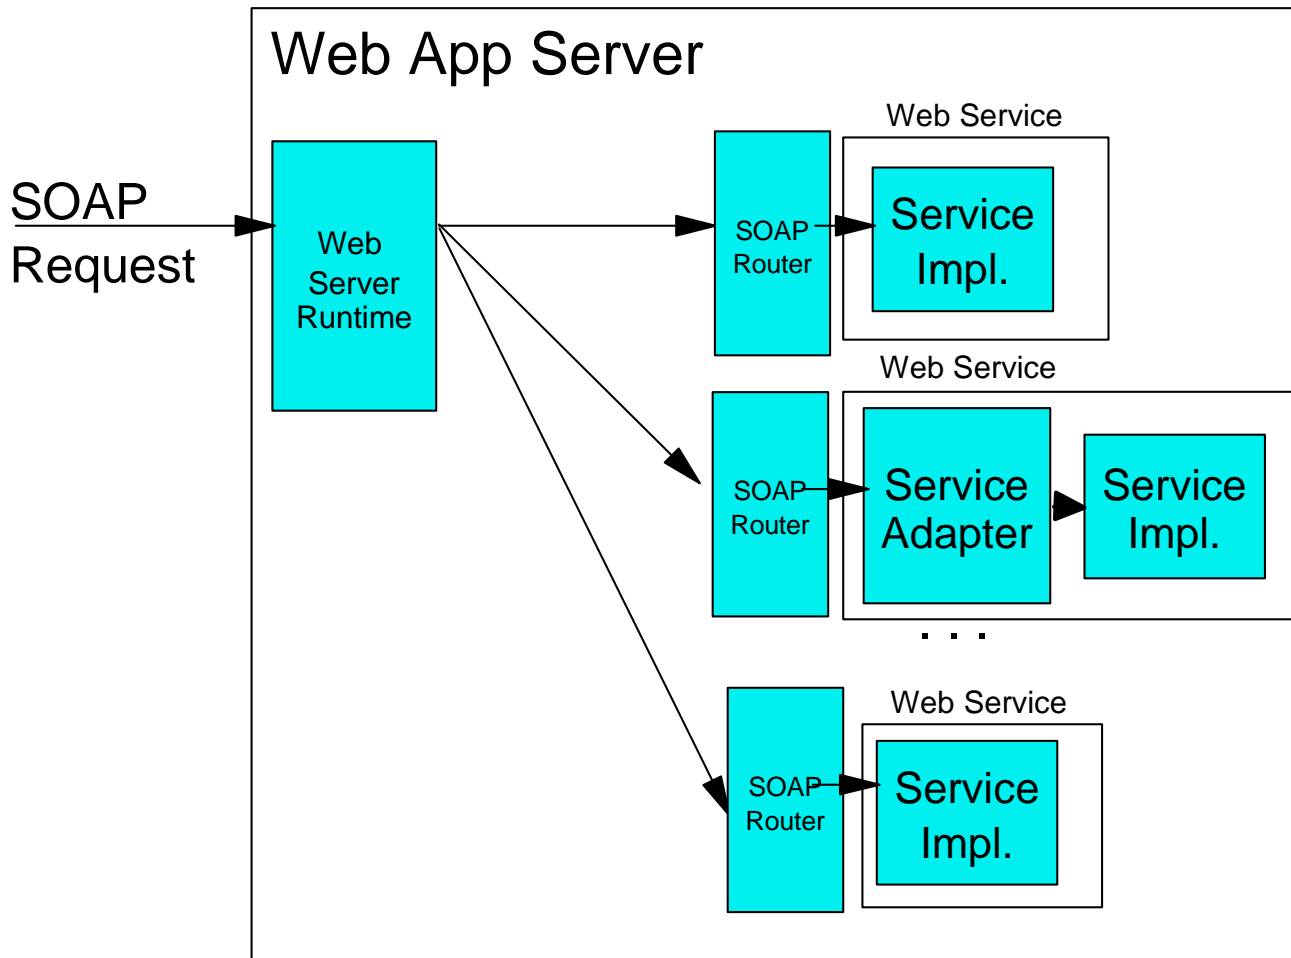 Web App Server
SOAP
Request
Web
Server
Runtime
SOAP
Router
Web Service
Service
Impl.
SOAP
Router
Web Service
Service
Adapter
Service
Impl.
. . .
SOAP
Router
Web Service
Service
Impl.